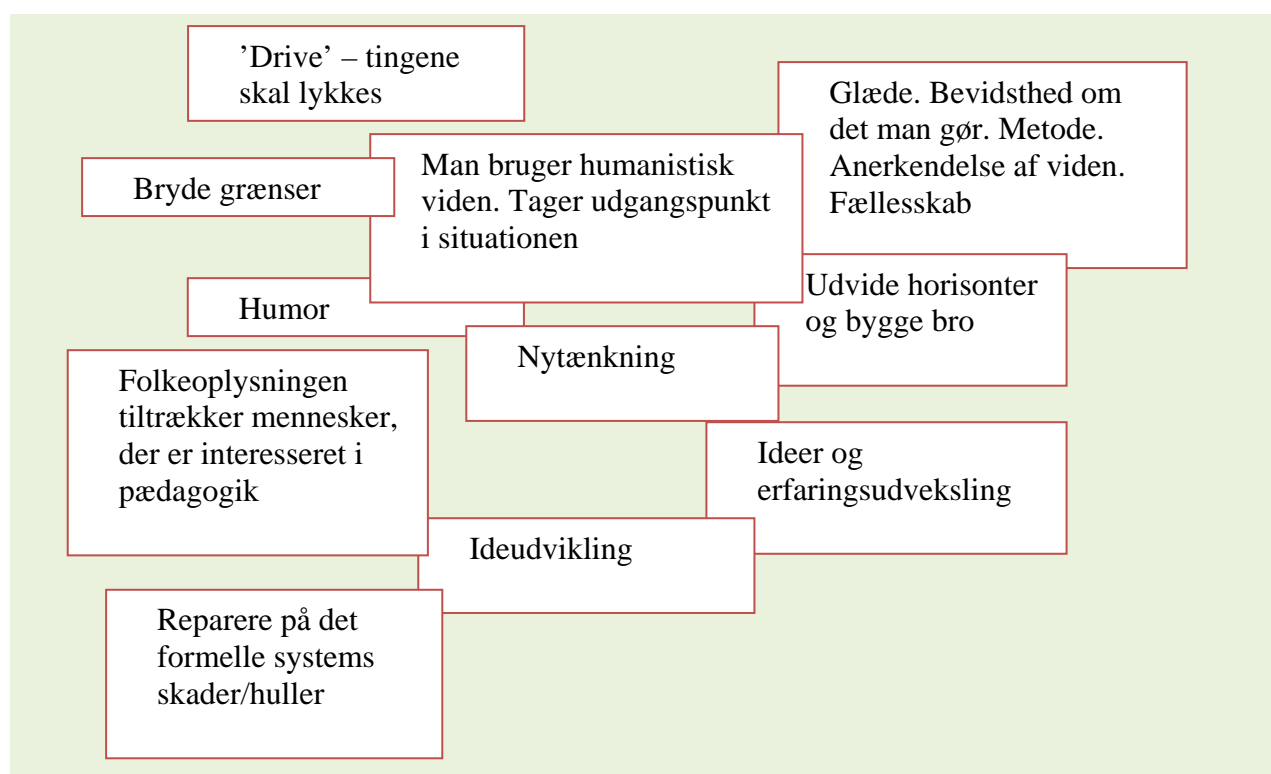 ’Drive’ – tingene
skal lykkes
Glæde. Bevidsthed om
det man gør. Metode.
Anerkendelse af viden.
Fællesskab
Man bruger humanistisk
viden. Tager udgangspunkt
i situationen
Bryde grænser
Udvide horisonter
og bygge bro
Humor
Nytænkning
Folkeoplysningen
tiltrækker mennesker,
der er interesseret i
pædagogik
Ideer og
erfaringsudveksling
Ideudvikling
Reparere på det
formelle systems
skader/huller